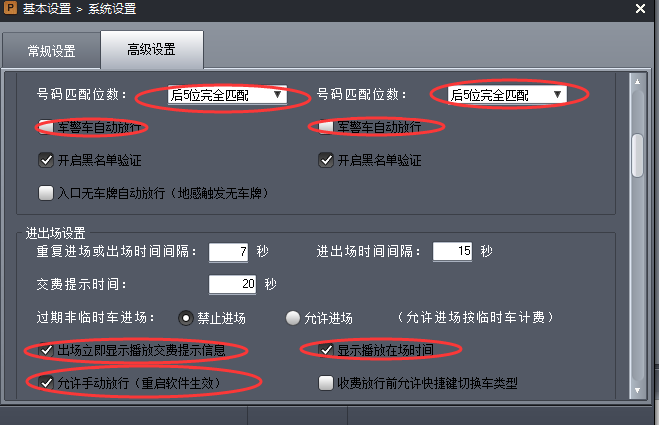 P 基本设置 > 系统设置
常规设置 高级设置
号码匹配位数： 后5位完全匹配 号码匹配位数： 后5位完全匹配
军警车自动放行 军警车自动放行
开启黑名单验证 开启黑名单验证
入口无车牌自动放行（地感触发无车牌）
进出场设置
重复进场或出场时间间隔： 7 秒 进出场时间间隔： 15 秒
交费提示时间： 20 秒
过期非临时车进场： 禁止进场 允许进场 （允许进场按临时车计费）
出场立即显示播放交费提示信息 显示播放在场时间
允许手动放行（重启软件生效） 收费放行前允许快捷键切换车类型